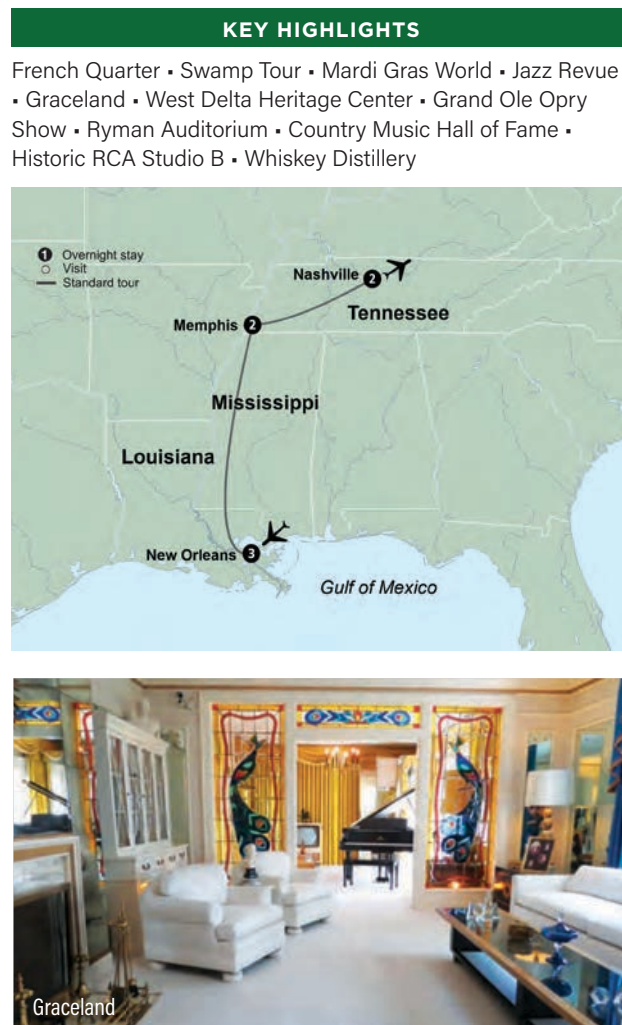 KEY HIGHLIGHTS
French Quarter ▪ Swamp Tour ▪ Mardi Gras World ▪ Jazz Revue
▪ Graceland ▪ West Delta Heritage Center ▪ Grand Ole Opry
Show ▪ Ryman Auditorium ▪ Country Music Hall of Fame ▪
Historic RCA Studio B ▪ Whiskey Distillery
1 Overnight stay
Visit
Standard tour
Nashville 2
Tennessee
Memphis 2
Mississippi
Louisiana
New Orleans 3
Gulf of Mexico
Graceland